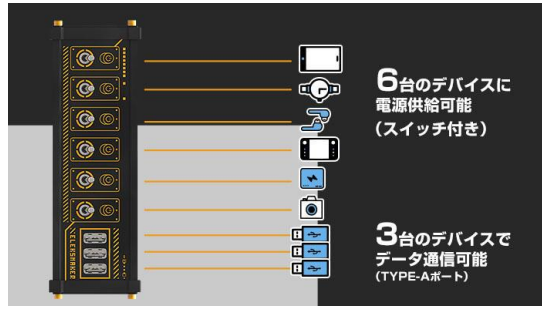 6台のデバイスに
電源供給可能
（スイッチ付き）
3台のデバイスで
データ通信可能
（TYPE-Aポート）
ELEKSMAKER